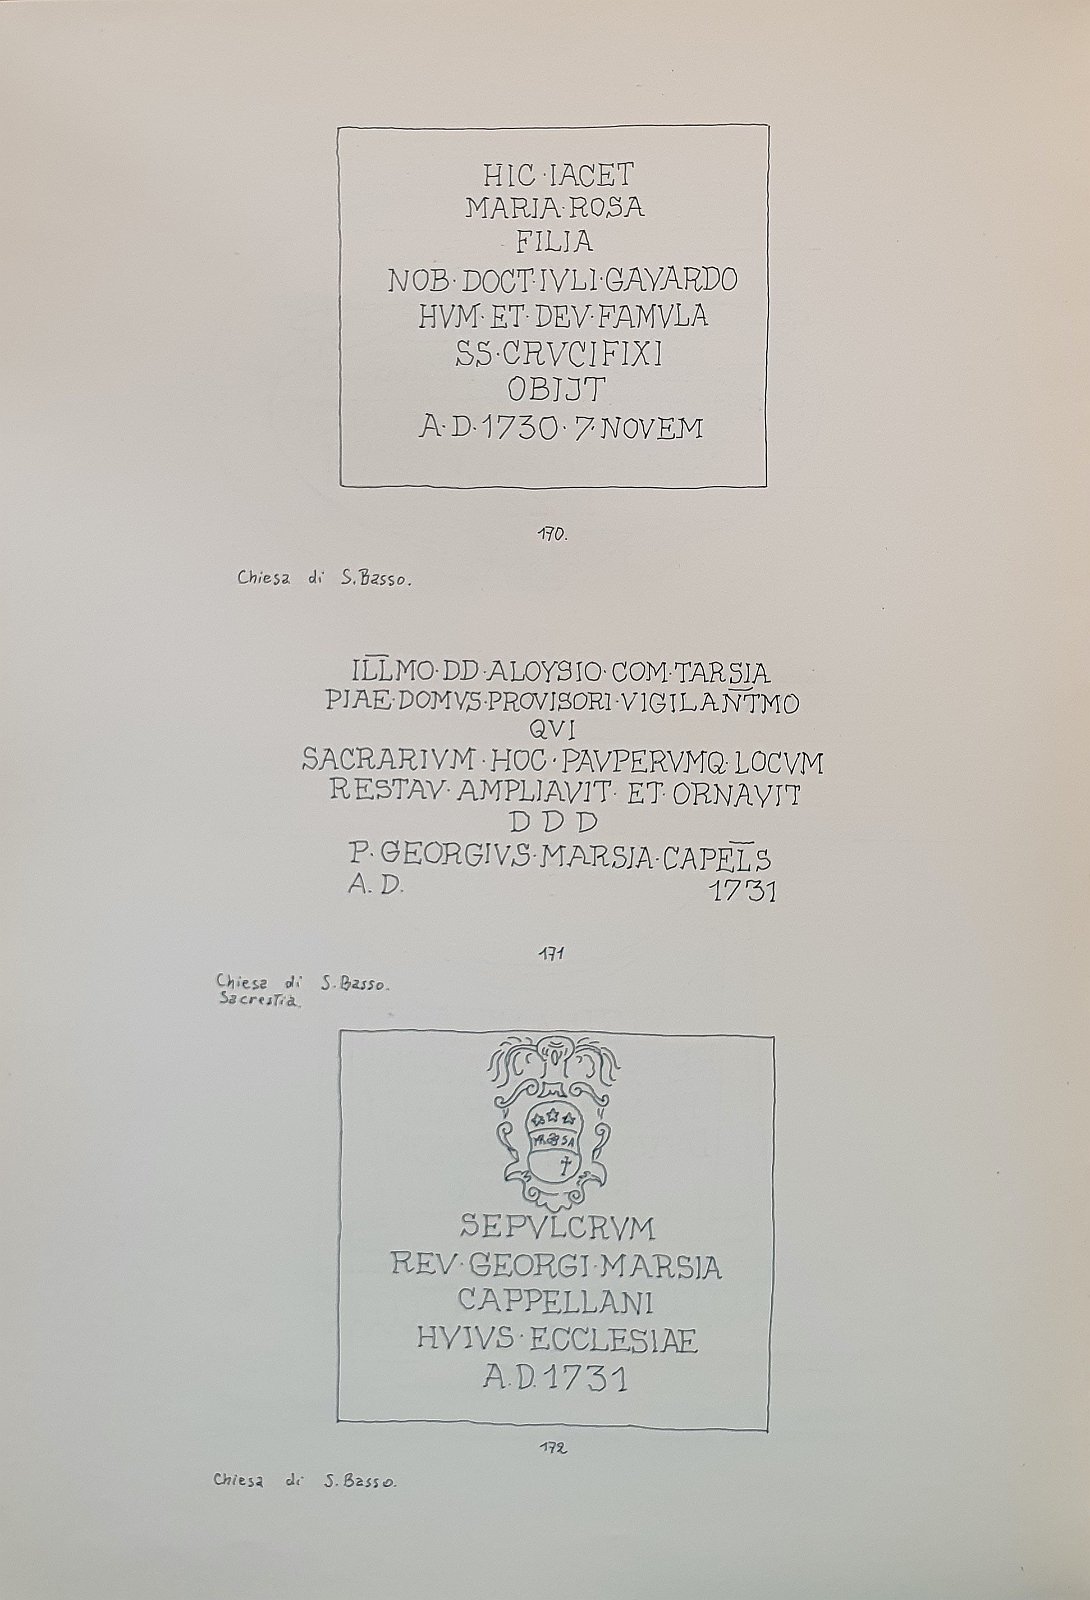 HIC·IACET
MARIA·ROSA
FILIA
NOB·DOCT·IVLI·GAVARDO
HVM·ET·DEV·FAMVLA
SS·CRVCIFIXI
OBIJT
A·D·1730·7·NOVEM
170.
Chiesa di S. Basso.
ILLMO·DD·ALOYSIO·COM·TARSIA
PIAE·DOMVS·PROVISORI·VIGILANTMO
QVI
SACRARIVM·HOC·PAVPERVMQ·LOCVM
RESTAV·AMPLIAVIT·ET·ORNAVIT
D D D
P·GEORGIVS·MARSIA·CAPELS
A. D. 1731
171
Chiesa di S. Basso.
Sacrestia.
SEPVLCRVM
REV·GEORGI·MARSIA
CAPPELLANI
HVIVS·ECCLESIAE
A.D.1731
172
Chiesa di S. Basso.